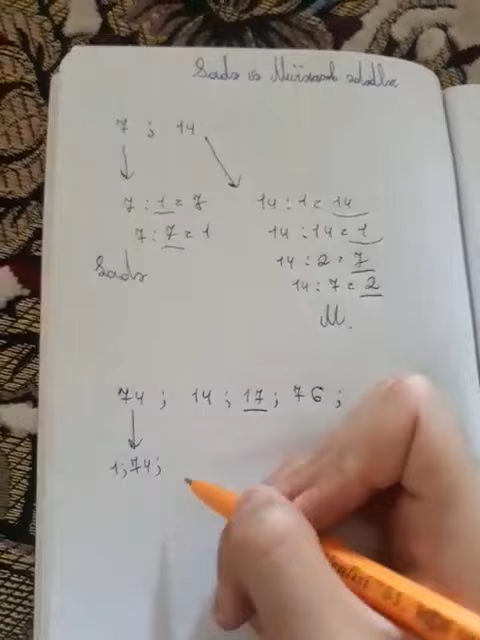 Sadə və Mürəkkəb ədədlər
7 ; 14
7 : 1 = 7
7 : 7 = 1
Sadə
14 : 1 = 14
14 : 14 = 1
14 : 2 = 7
14 : 7 = 2
M.
74 ; 14 ; 17 ; 76 ;
1 ; 74 ;